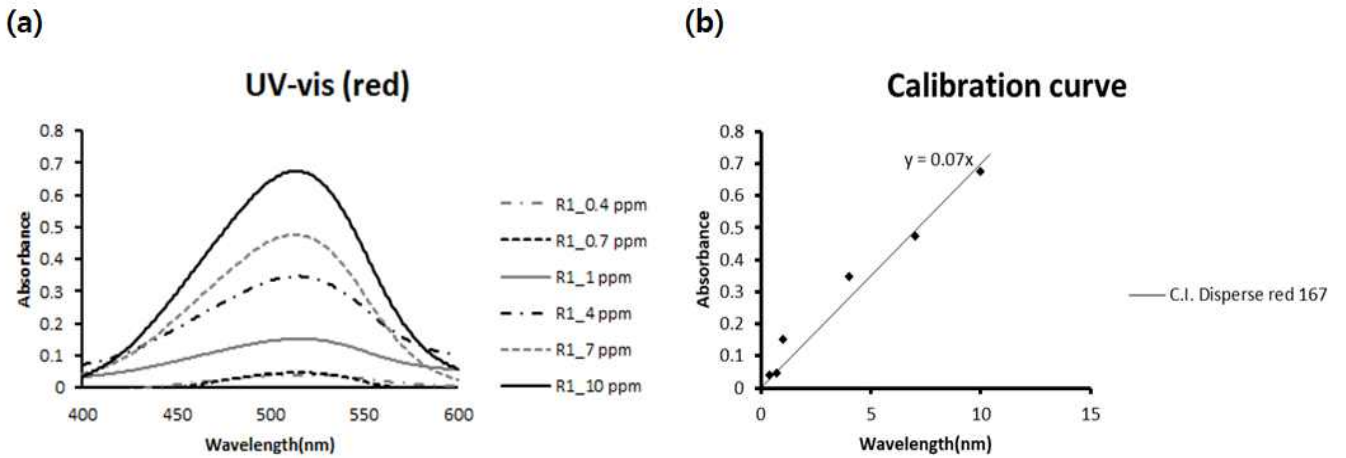 (a)
UV-vis (red)
0.8
0.7
0.6
0.5
0.4
0.3
0.2
0.1
0
Absorbance
400 450 500 550 600
Wavelength(nm)
R1_0.4 ppm
R1_0.7 ppm
R1_1 ppm
R1_4 ppm
R1_7 ppm
R1_10 ppm
(b)
Calibration curve
0.8
0.7
0.6
0.5
0.4
0.3
0.2
0.1
0
Absorbance
y = 0.07x
0 5 10 15
Wavelength(nm)
C.I. Disperse red 167